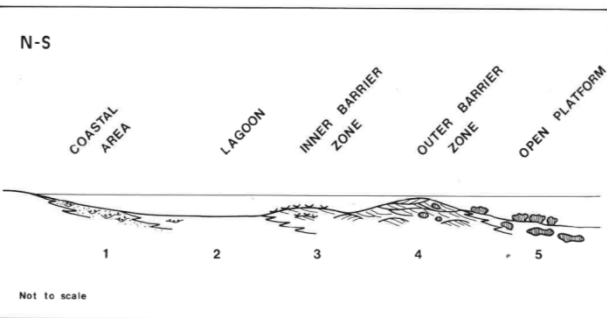 N-S
COASTAL
AREA
LAGOON
INNER BARRIER
ZONE
OUTER BARRIER
ZONE
OPEN PLATFORM
1
2
3
4
5
Not to scale